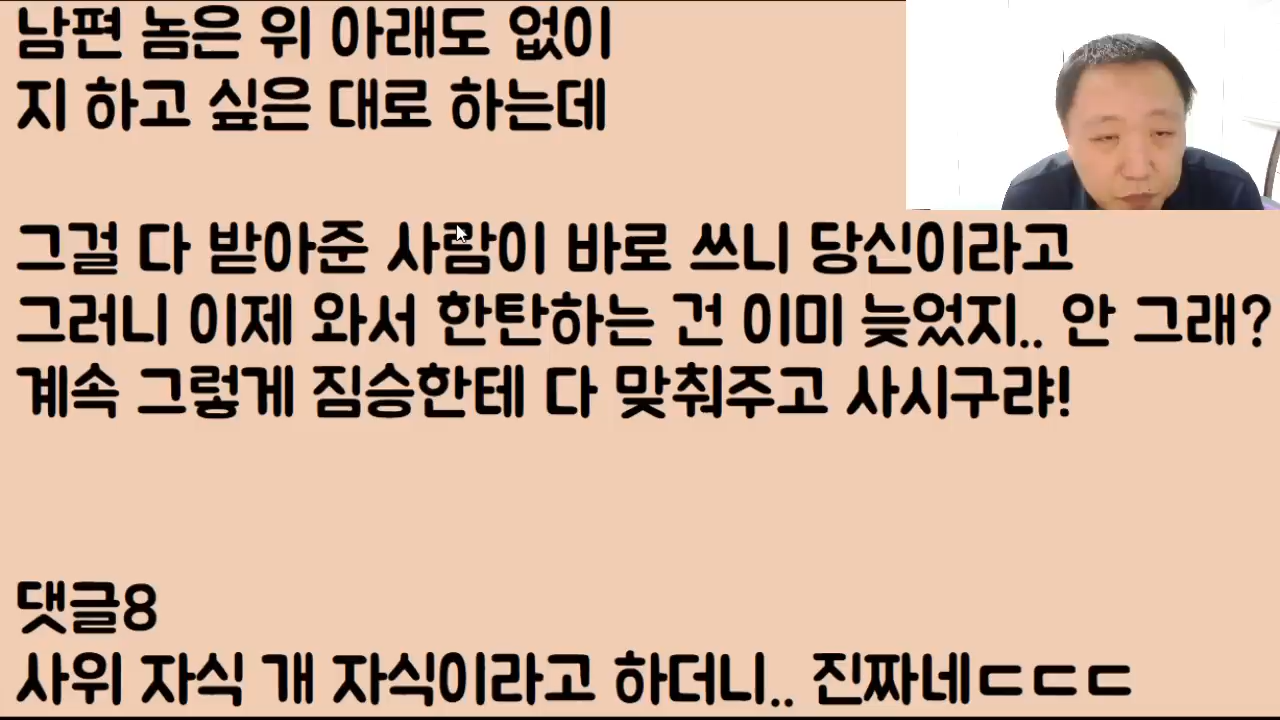 남편 놈은 위 아래도 없이
지 하고 싶은 대로 하는데
그걸 다 받아준 사람이 바로 쓰니 당신이라고
그러니 이제 와서 한탄하는 건 이미 늦었지.. 안 그래?
계속 그렇게 짐승한테 다 맞춰주고 사시구랴!
댓글8
사위 자식 개 자식이라고 하더니.. 진짜네ㄷㄷㄷ